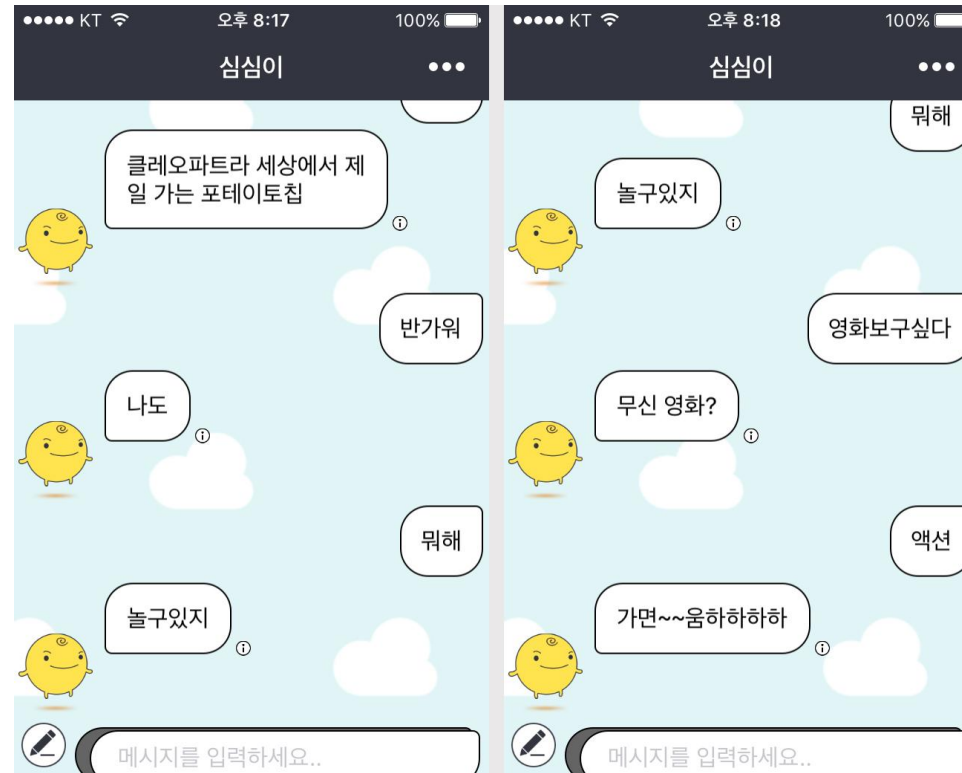 KT 오후 8:17 100%
심심이
클레오파트라 세상에서 제
일 가는 포테이토칩
반가워
나도
뭐해
놀구있지
메시지를 입력하세요..
KT 오후 8:18 100%
심심이
뭐해
놀구있지
영화보구싶다
무신 영화?
액션
가면~~움하하하하
메시지를 입력하세요..